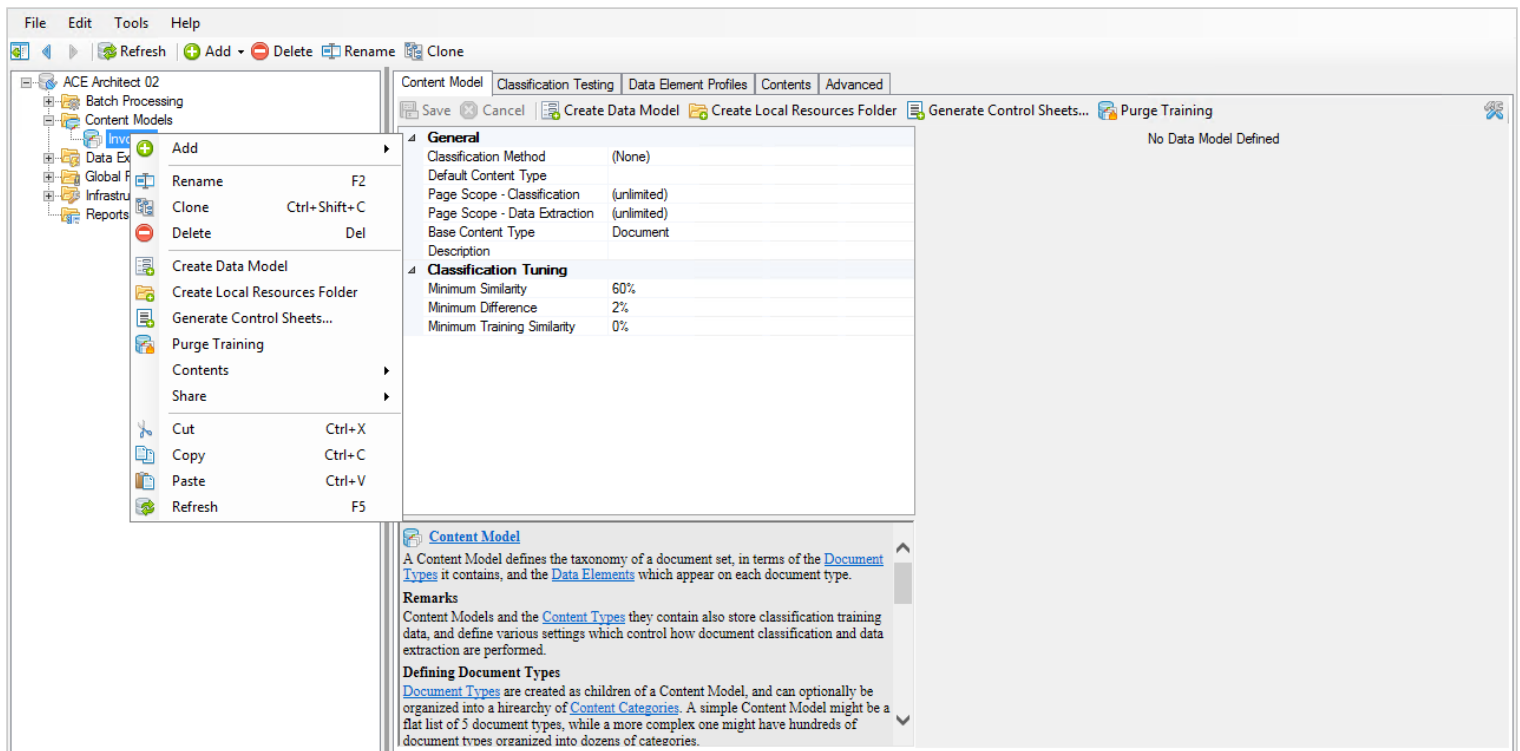 File Edit Tools Help
Refresh Add Delete Rename Clone
ACE Architect 02
Batch Processing
Content Models
Data Ex
Global
Infrastru
Reports
Add
Rename F2
Clone Ctrl+Shift+C
Delete Del
Create Data Model
Create Local Resources Folder
Generate Control Sheets...
Purge Training
Contents
Share
Cut Ctrl+X
Copy Ctrl+C
Paste Ctrl+V
Refresh F5
Content Model Classification Testing Data Element Profiles Contents Advanced
Save Cancel Create Data Model Create Local Resources Folder Generate Control Sheets... Purge Training
General
Classification Method (None)
Default Content Type
Page Scope - Classification (unlimited)
Page Scope - Data Extraction (unlimited)
Base Content Type Document
Description
Classification Tuning
Minimum Similarity 60%
Minimum Difference 2%
Minimum Training Similarity 0%
No Data Model Defined
Content Model
A Content Model defines the taxonomy of a document set, in terms of the Document
Types it contains, and the Data Elements which appear on each document type.
Remarks
Content Models and the Content Types they contain also store classification training
data, and define various settings which control how document classification and data
extraction are performed.
Defining Document Types
Document Types are created as children of a Content Model, and can optionally be
organized into a hirearchy of Content Categories. A simple Content Model might be a
flat list of 5 document types, while a more complex one might have hundreds of
document types organized into dozens of categories.